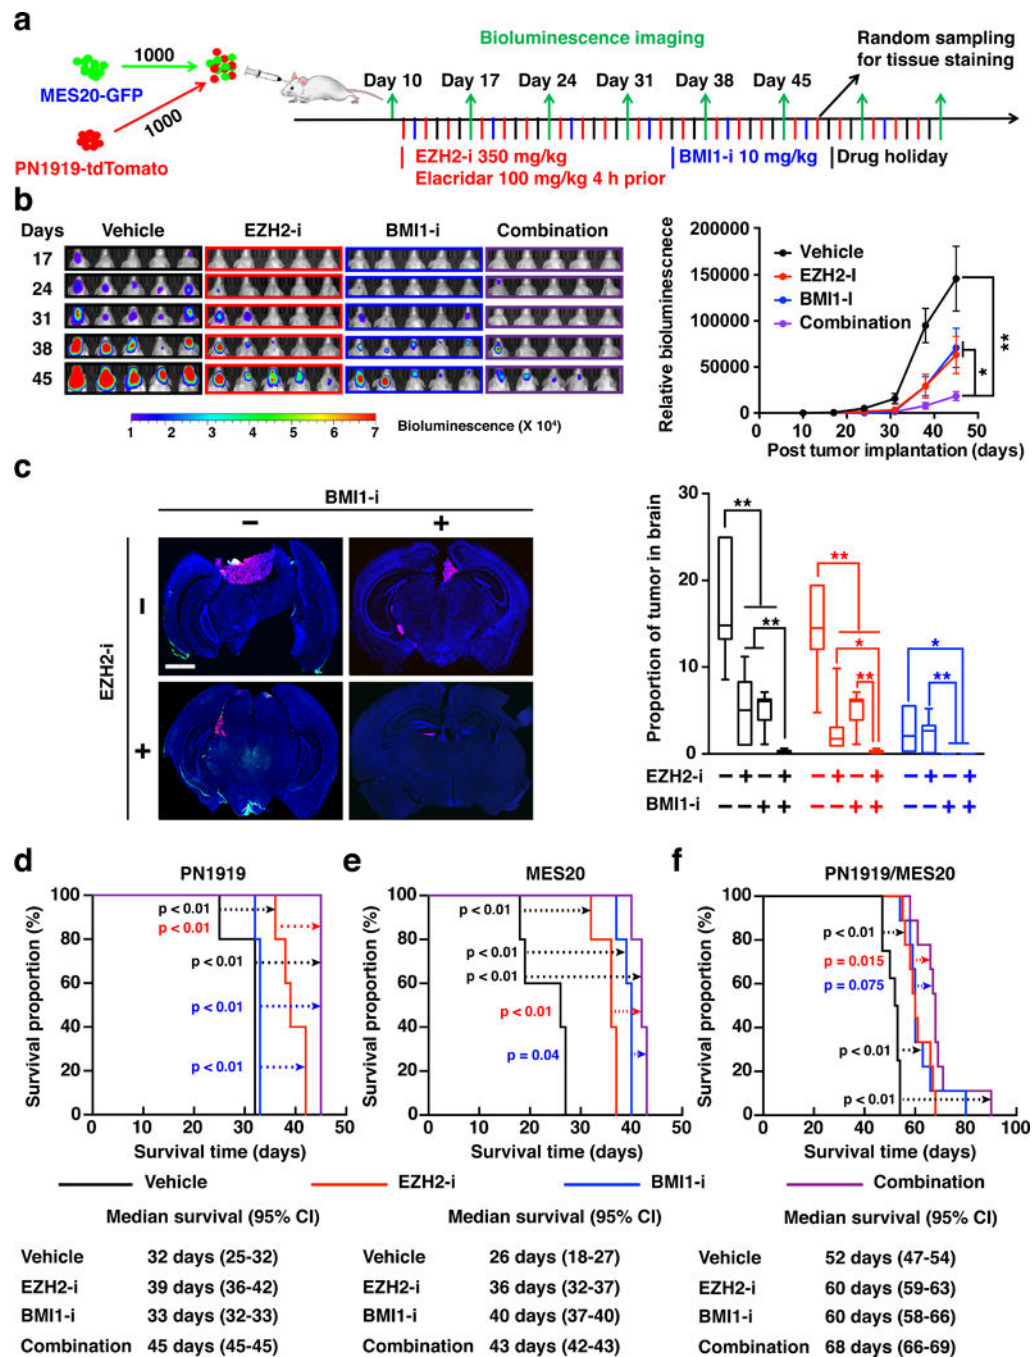 a
Bioluminescence imaging
Random sampling
for tissue staining
1000
MES20-GFP
1000
PN1919-tdTomato
Day 10 Day 17 Day 24 Day 31 Day 38 Day 45
EZH2-i 350 mg/kg
Elacridar 100 mg/kg 4 h prior
BMI1-i 10 mg/kg
Drug holiday
b
Days Vehicle EZH2-i BMI1-i Combination
17
24
31
38
45
1 2 3 4 5 6 7
Bioluminescence (X 10⁴)
Relative bioluminesnece
200000
150000
100000
50000
0
Vehicle
EZH2-I
BMI1-I
Combination
**
*
0 10 20 30 40 50
Post tumor implantation (days)
c
BMI1-i
− +
EZH2-i
−
+
Proportion of tumor in brain
30
20
10
0
** ** ** * ** * **
EZH2-i − + − + − + − + − + − +
BMI1-i − − + + − − + + − − + +
d
PN1919
Survival proportion (%)
100
80
60
40
20
0
p < 0.01
p < 0.01
p < 0.01
p < 0.01
p < 0.01
0 10 20 30 40 50
Survival time (days)
e
MES20
Survival proportion (%)
100
80
60
40
20
0
p < 0.01
p < 0.01
p < 0.01
p < 0.01
p = 0.04
0 10 20 30 40 50
Survival time (days)
f
PN1919/MES20
Survival proportion (%)
100
80
60
40
20
0
p < 0.01
p = 0.015
p = 0.075
p < 0.01
p < 0.01
0 20 40 60 80 100
Survival time (days)
Vehicle EZH2-i BMI1-i Combination
Median survival (95% CI)
Vehicle 32 days (25-32)
EZH2-i 39 days (36-42)
BMI1-i 33 days (32-33)
Combination 45 days (45-45)
Median survival (95% CI)
Vehicle 26 days (18-27)
EZH2-i 36 days (32-37)
BMI1-i 40 days (37-40)
Combination 43 days (42-43)
Median survival (95% CI)
Vehicle 52 days (47-54)
EZH2-i 60 days (59-63)
BMI1-i 60 days (58-66)
Combination 68 days (66-69)